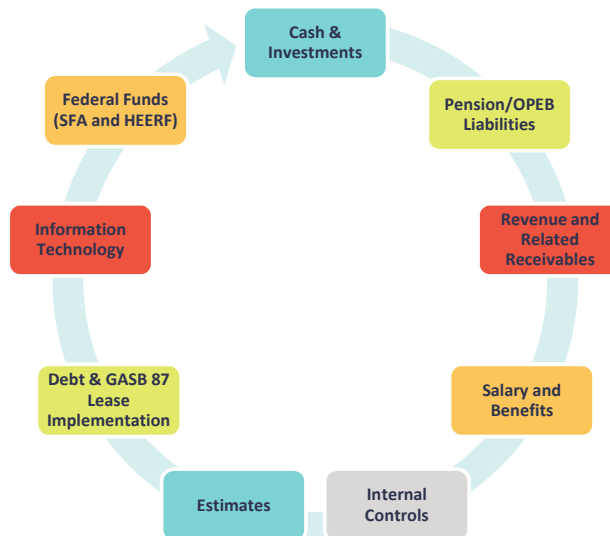 Cash &
Investments
Pension/OPEB
Liabilities
Revenue and
Related
Receivables
Salary and
Benefits
Internal
Controls
Estimates
Debt & GASB 87
Lease
Implementation
Information
Technology
Federal Funds
(SFA and HEERF)